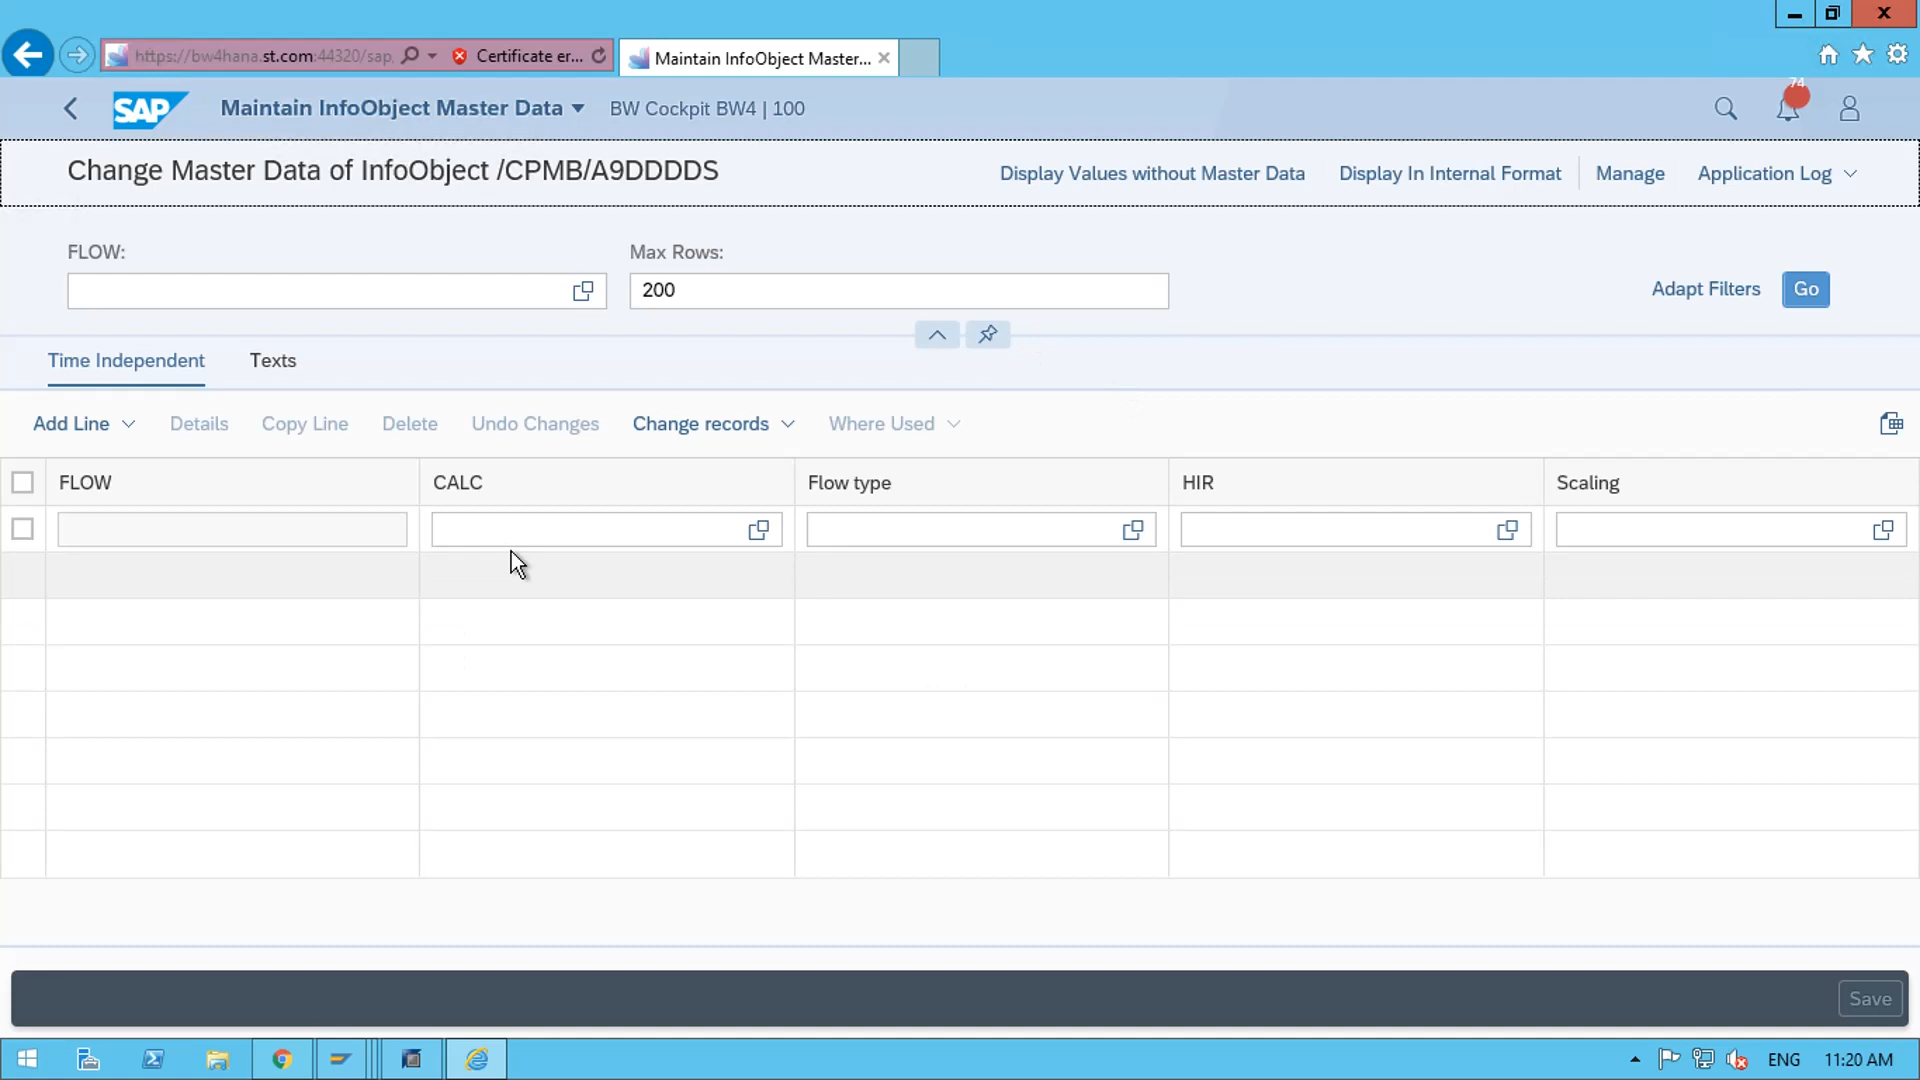 https://bw4hana.st.com:44320/sap, Certificate er... Maintain InfoObject Master...
SAP Maintain InfoObject Master Data BW Cockpit BW4 | 100 74
Change Master Data of InfoObject /CPMB/A9DDDDS Display Values without Master Data Display In Internal Format Manage Application Log
FLOW: Max Rows:
200 Adapt Filters Go
Time Independent Texts
Add Line Details Copy Line Delete Undo Changes Change records Where Used
FLOW CALC Flow type HIR Scaling
Save
ENG 11:20 AM